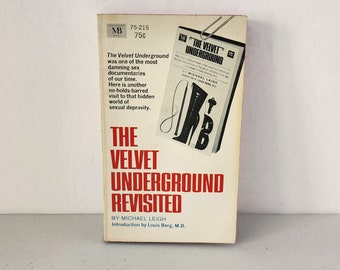 MB
75-215
75¢
The Velvet Underground
was one of the most
damning sex
documentaries
of our time.
Here is another
no-holds-barred
visit to that hidden
world of
sexual depravity.
"THE VELVET
UNDERGROUND
MICHAEL LEIGH
THE
VELVET
UNDERGROUND
REVISITED
BY MICHAEL LEIGH
Introduction by Louis Berg, M.D.